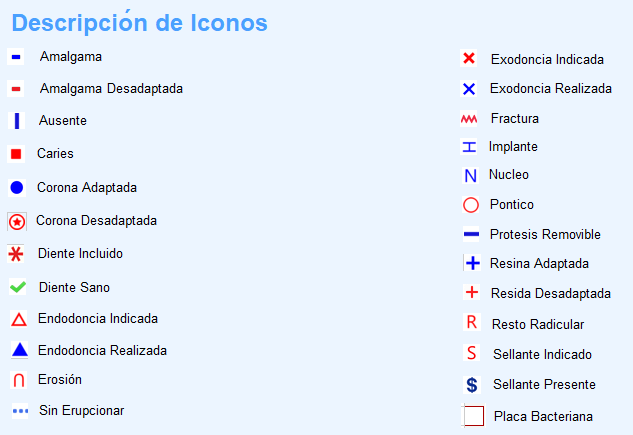 Descripción de Iconos
Amalgama
Amalgama Desadaptada
Ausente
Caries
Corona Adaptada
Corona Desadaptada
Diente Incluido
Diente Sano
Endodoncia Indicada
Endodoncia Realizada
Erosión
Sin Erupcionar
Exodoncia Indicada
Exodoncia Realizada
Fractura
Implante
N Nucleo
Pontico
Protesis Removible
Resina Adaptada
Resida Desadaptada
R Resto Radicular
S Sellante Indicado
$ Sellante Presente
Placa Bacteriana